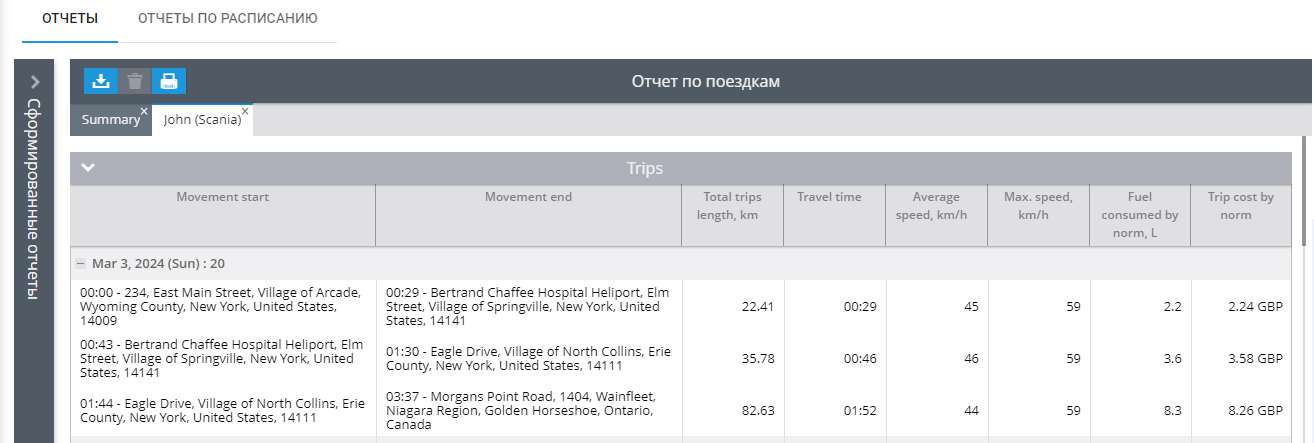 ОТЧЕТЫ ОТЧЕТЫ ПО РАСПИСАНИЮ
Сформированные отчеты
Отчет по поездкам
Summary John (Scania)
Trips
Movement start
Movement end
Total trips
length, km
Travel time
Average
speed, km/h
Max. speed,
km/h
Fuel
consumed by
norm, L
Trip cost by
norm
Mar 3, 2024 (Sun) : 20
00:00 - 234, East Main Street, Village of Arcade,
Wyoming County, New York, United States,
14009
00:29 - Bertrand Chaffee Hospital Heliport, Elm
Street, Village of Springville, New York, United
States, 14141
22.41
00:29
45
59
2.2
2.24 GBP
00:43 - Bertrand Chaffee Hospital Heliport, Elm
Street, Village of Springville, New York, United
States, 14141
01:30 - Eagle Drive, Village of North Collins, Erie
County, New York, United States, 14111
35.78
00:46
46
59
3.6
3.58 GBP
01:44 - Eagle Drive, Village of North Collins, Erie
County, New York, United States, 14111
03:37 - Morgans Point Road, 1404, Wainfleet,
Niagara Region, Golden Horseshoe, Ontario,
Canada
82.63
01:52
44
59
8.3
8.26 GBP